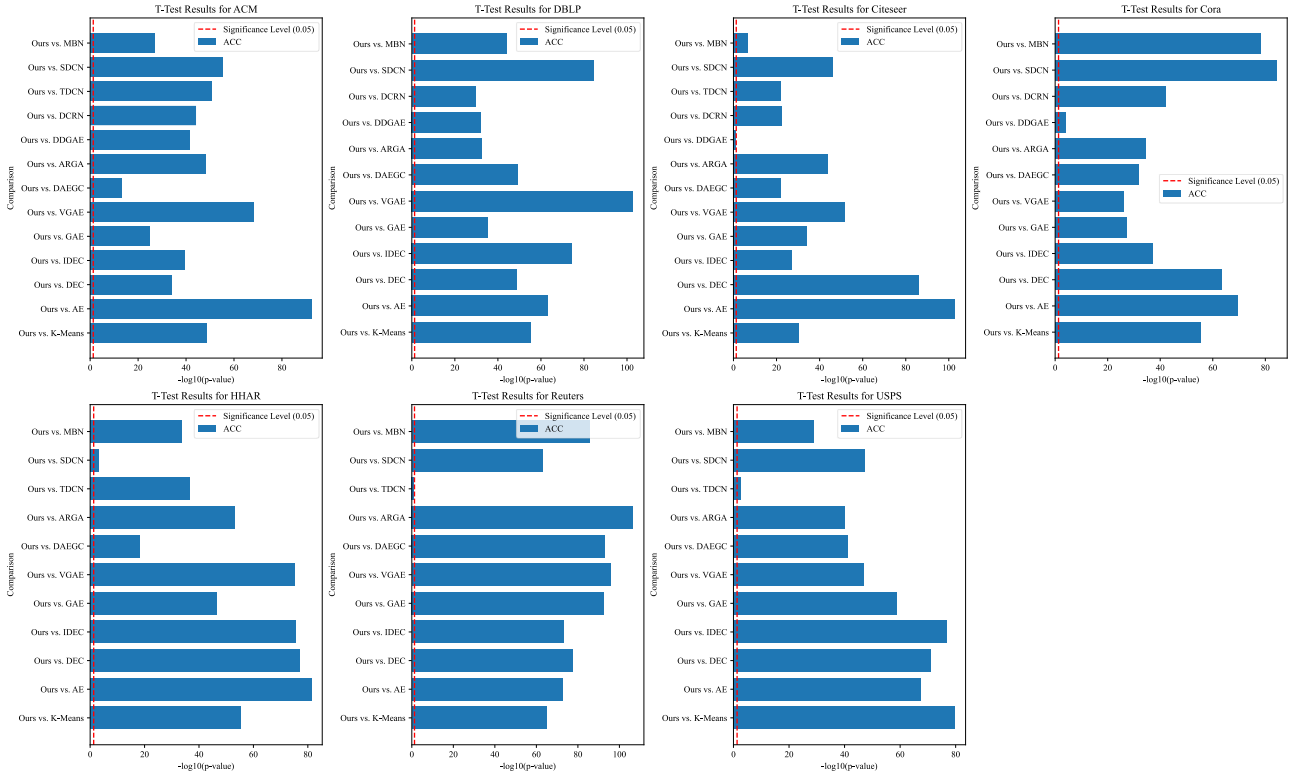 T-Test Results for ACM
Significance Level (0.05)
ACC
Comparison
Ours vs. MBN
Ours vs. SDCN
Ours vs. TDCN
Ours vs. DCRN
Ours vs. DDGAE
Ours vs. ARGA
Ours vs. DAEGC
Ours vs. VGAE
Ours vs. GAE
Ours vs. IDEC
Ours vs. DEC
Ours vs. AE
Ours vs. K-Means
0 20 40 60 80
-log10(p-value)
T-Test Results for DBLP
Significance Level (0.05)
ACC
Comparison
Ours vs. MBN
Ours vs. SDCN
Ours vs. DCRN
Ours vs. DDGAE
Ours vs. ARGA
Ours vs. DAEGC
Ours vs. VGAE
Ours vs. GAE
Ours vs. IDEC
Ours vs. DEC
Ours vs. AE
Ours vs. K-Means
0 20 40 60 80 100
-log10(p-value)
T-Test Results for Citeseer
Significance Level (0.05)
ACC
Comparison
Ours vs. MBN
Ours vs. SDCN
Ours vs. TDCN
Ours vs. DCRN
Ours vs. DDGAE
Ours vs. ARGA
Ours vs. DAEGC
Ours vs. VGAE
Ours vs. GAE
Ours vs. IDEC
Ours vs. DEC
Ours vs. AE
Ours vs. K-Means
0 20 40 60 80 100
-log10(p-value)
T-Test Results for Cora
Comparison
Ours vs. MBN
Ours vs. SDCN
Ours vs. DCRN
Ours vs. DDGAE
Ours vs. ARGA
Ours vs. DAEGC
Significance Level (0.05)
ACC
Ours vs. VGAE
Ours vs. GAE
Ours vs. IDEC
Ours vs. DEC
Ours vs. AE
Ours vs. K-Means
0 20 40 60 80
-log10(p-value)
T-Test Results for HHAR
Significance Level (0.05)
ACC
Comparison
Ours vs. MBN
Ours vs. SDCN
Ours vs. TDCN
Ours vs. ARGA
Ours vs. DAEGC
Ours vs. VGAE
Ours vs. GAE
Ours vs. IDEC
Ours vs. DEC
Ours vs. AE
Ours vs. K-Means
0 20 40 60 80
-log10(p-value)
T-Test Results for Reuters
Significance Level (0.05)
ACC
Comparison
Ours vs. MBN
Ours vs. SDCN
Ours vs. TDCN
Ours vs. ARGA
Ours vs. DAEGC
Ours vs. VGAE
Ours vs. GAE
Ours vs. IDEC
Ours vs. DEC
Ours vs. AE
Ours vs. K-Means
0 20 40 60 80 100
-log10(p-value)
T-Test Results for USPS
Significance Level (0.05)
ACC
Comparison
Ours vs. MBN
Ours vs. SDCN
Ours vs. TDCN
Ours vs. ARGA
Ours vs. DAEGC
Ours vs. VGAE
Ours vs. GAE
Ours vs. IDEC
Ours vs. DEC
Ours vs. AE
Ours vs. K-Means
0 20 40 60 80
-log10(p-value)